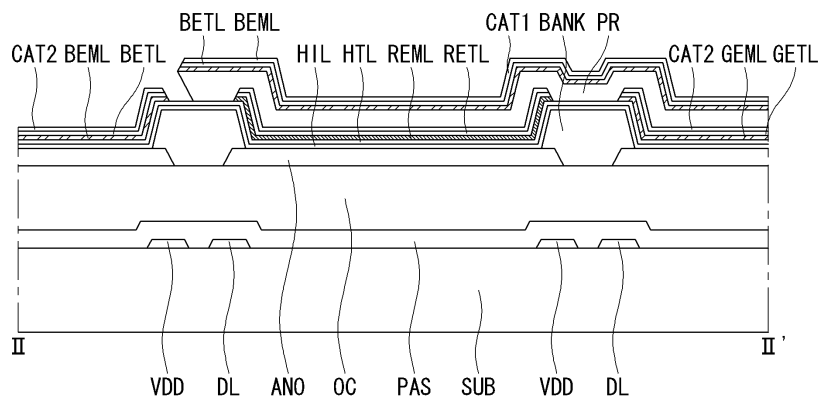 BETL BEML CAT1 BANK PR
CAT2 BEML BETL HIL HTL REML RETL CAT2 GEML GETL
II II'
VDD DL ANO OC PAS SUB VDD DL